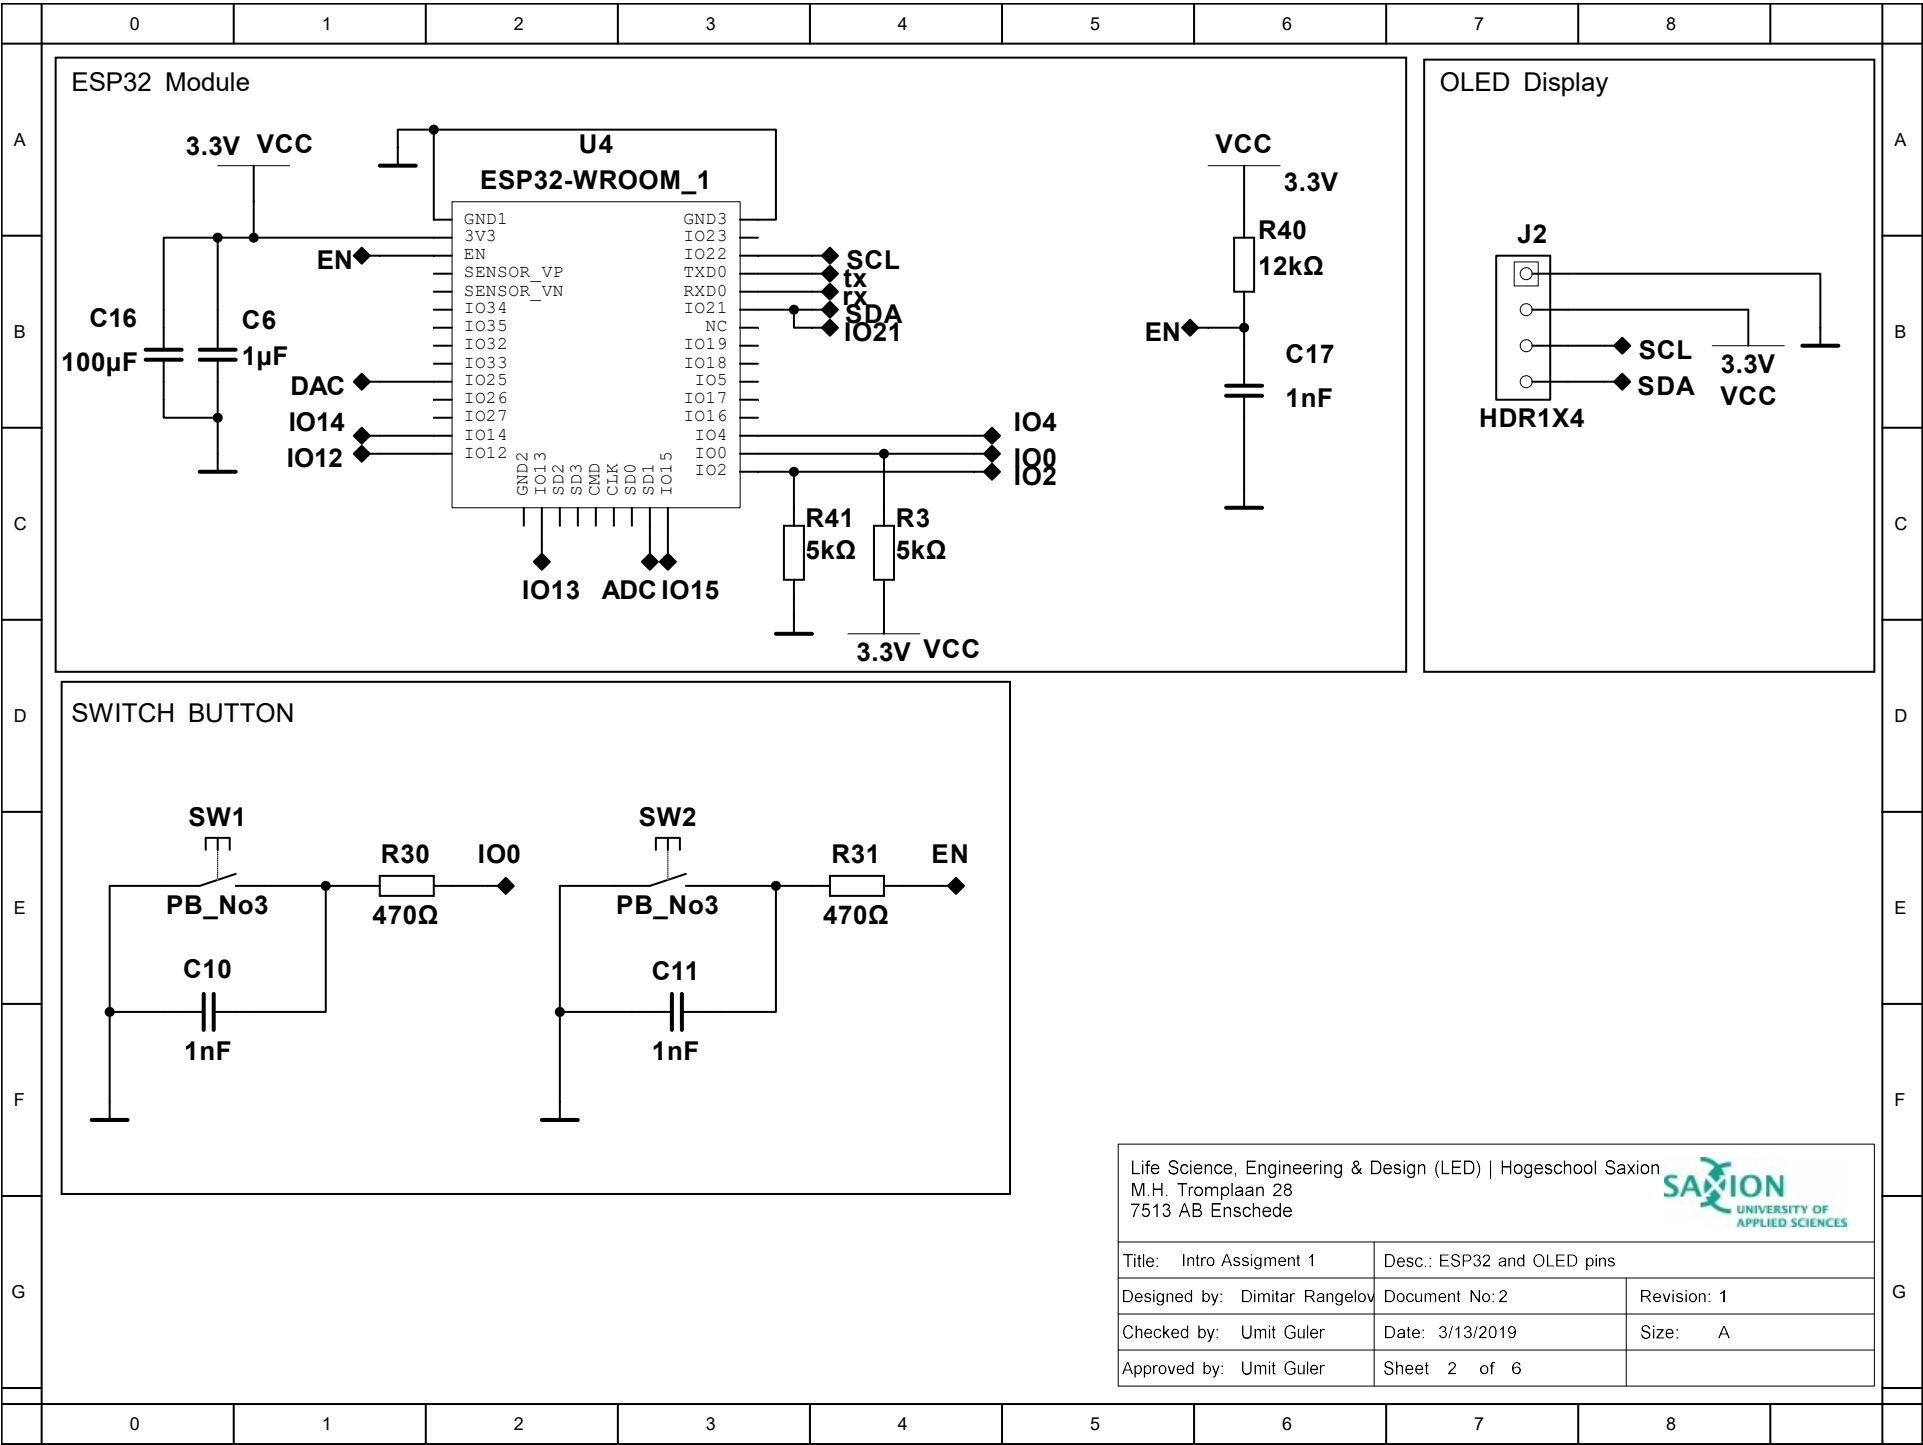 0 1 2 3 4 5 6 7 8
A
B
C
D
E
F
G
A
B
C
D
E
F
G
ESP32 Module
3.3V VCC
U4
ESP32-WROOM_1
GND1
3V3
EN
SENSOR_VP
SENSOR_VN
IO34
IO35
IO32
IO33
IO25
IO26
IO27
IO14
IO12
GND2
IO13
SD2
SD3
CMD
CLK
SD0
SD1
IO15
GND3
IO23
IO22
TXD0
RXD0
IO21
NC
IO19
IO18
IO5
IO17
IO16
IO4
IO0
IO2
EN
C16
100µF
C6
1µF
DAC
IO14
IO12
IO13
ADC
IO15
SCL
tx
rx
SDA
IO21
IO4
IO0
IO2
R41
5kΩ
R3
5kΩ
3.3V VCC
VCC
3.3V
R40
12kΩ
EN
C17
1nF
OLED Display
J2
HDR1X4
SCL
SDA
3.3V
VCC
SWITCH BUTTON
SW1
PB_No3
R30
470Ω
IO0
C10
1nF
SW2
PB_No3
R31
470Ω
EN
C11
1nF
Life Science, Engineering & Design (LED) | Hogeschool Saxion
M.H. Tromplaan 28
7513 AB Enschede
SAXION
UNIVERSITY OF
APPLIED SCIENCES
Title: Intro Assigment 1
Desc.: ESP32 and OLED pins
Designed by: Dimitar Rangelov
Document No: 2
Revision: 1
Checked by: Umit Guler
Date: 3/13/2019
Size: A
Approved by: Umit Guler
Sheet 2 of 6
0 1 2 3 4 5 6 7 8